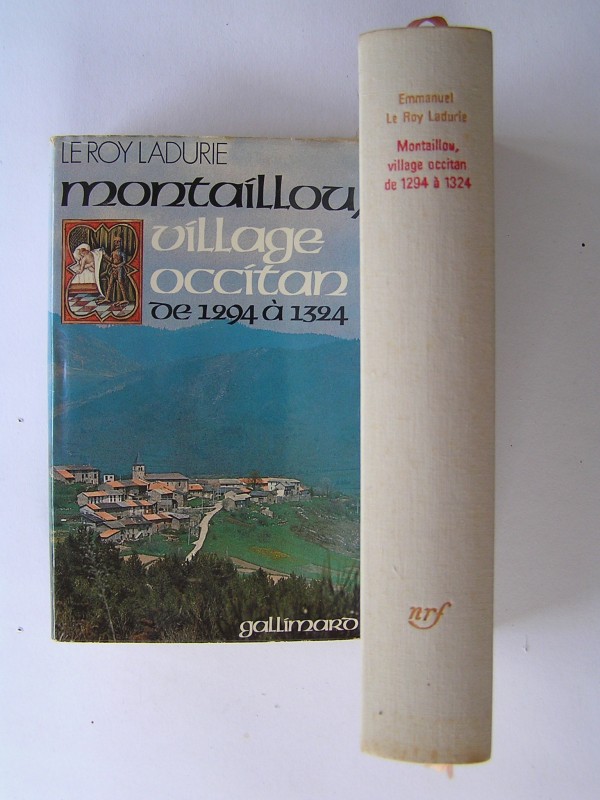 LE ROY LADURIE
montaillou,
village
occitan
de 1294 à 1324
gallimard
Emmanuel
Le Roy Ladurie
Montaillou,
village occitan
de 1294 à 1324
nrf